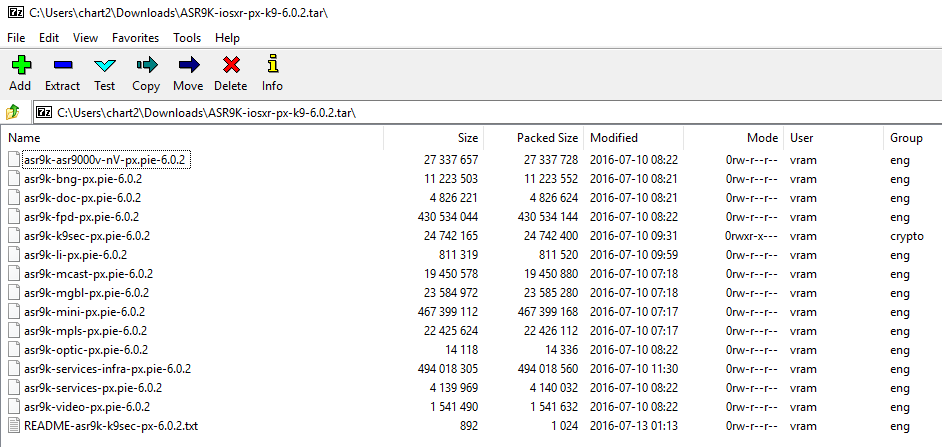 7z C:\Users\chart2\Downloads\ASR9K-iosxr-px-k9-6.0.2.tar\
File Edit View Favorites Tools Help
Add Extract Test Copy Move Delete Info
7z C:\Users\chart2\Downloads\ASR9K-iosxr-px-k9-6.0.2.tar\
Name Size Packed Size Modified Mode User Group
asr9k-asr9000v-nV-px.pie-6.0.2 27 337 657 27 337 728 2016-07-10 08:22 0rw-r--r-- vram eng
asr9k-bng-px.pie-6.0.2 11 223 503 11 223 552 2016-07-10 08:21 0rw-r--r-- vram eng
asr9k-doc-px.pie-6.0.2 4 826 221 4 826 624 2016-07-10 08:21 0rw-r--r-- vram eng
asr9k-fpd-px.pie-6.0.2 430 534 044 430 534 144 2016-07-10 08:22 0rw-r--r-- vram eng
asr9k-k9sec-px.pie-6.0.2 24 742 165 24 742 400 2016-07-10 09:31 0rwxr-x--- vram crypto
asr9k-li-px.pie-6.0.2 811 319 811 520 2016-07-10 09:59 0rw-r--r-- vram eng
asr9k-mcast-px.pie-6.0.2 19 450 578 19 450 880 2016-07-10 07:18 0rw-r--r-- vram eng
asr9k-mgbl-px.pie-6.0.2 23 584 972 23 585 280 2016-07-10 07:18 0rw-r--r-- vram eng
asr9k-mini-px.pie-6.0.2 467 399 112 467 399 168 2016-07-10 07:17 0rw-r--r-- vram eng
asr9k-mpls-px.pie-6.0.2 22 425 624 22 426 112 2016-07-10 07:17 0rw-r--r-- vram eng
asr9k-optic-px.pie-6.0.2 14 118 14 336 2016-07-10 08:22 0rw-r--r-- vram eng
asr9k-services-infra-px.pie-6.0.2 494 018 305 494 018 560 2016-07-10 11:30 0rw-r--r-- vram eng
asr9k-services-px.pie-6.0.2 4 139 969 4 140 032 2016-07-10 08:22 0rw-r--r-- vram eng
asr9k-video-px.pie-6.0.2 1 541 490 1 541 632 2016-07-10 08:22 0rw-r--r-- vram eng
README-asr9k-k9sec-px-6.0.2.txt 892 1 024 2016-07-13 01:13 0rw-r--r-- vram eng